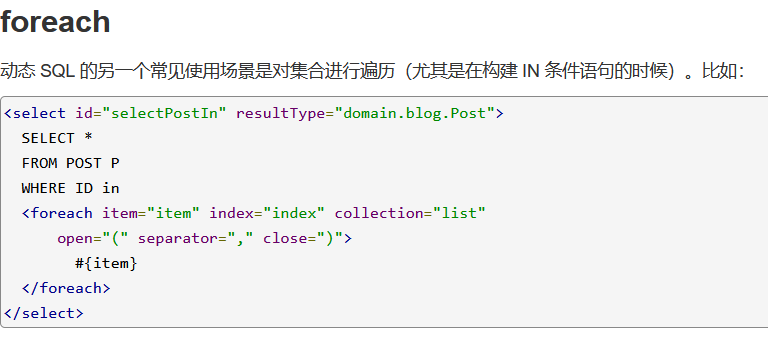 foreach
动态 SQL 的另一个常见使用场景是对集合进行遍历（尤其是在构建 IN 条件语句的时候）。比如：
<select id="selectPostIn" resultType="domain.blog.Post">
  SELECT *
  FROM POST P
  WHERE ID in
  <foreach item="item" index="index" collection="list"
      open="(" separator="," close=")">
        #{item}
  </foreach>
</select>